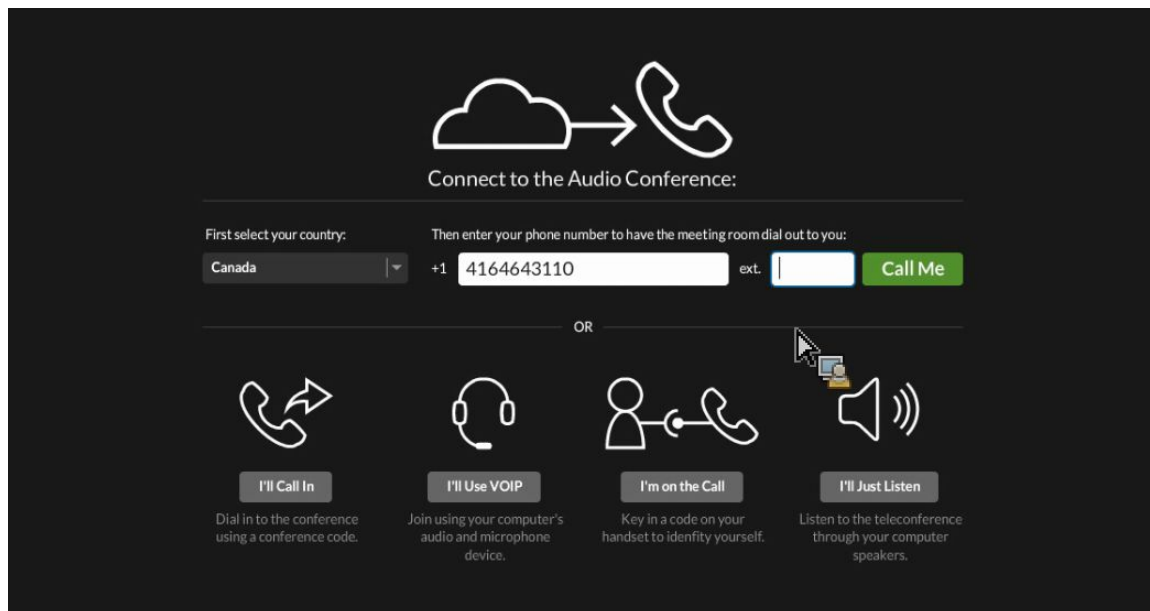 Connect to the Audio Conference:
First select your country:
Then enter your phone number to have the meeting room dial out to you:
Canada
+1 4164643110 ext. Call Me
OR
I'll Call In
Dial in to the conference
using a conference code.
I'll Use VOIP
Join using your computer's
audio and microphone
device.
I'm on the Call
Key in a code on your
handset to idenfity yourself.
I'll Just Listen
Listen to the teleconference
through your computer
speakers.